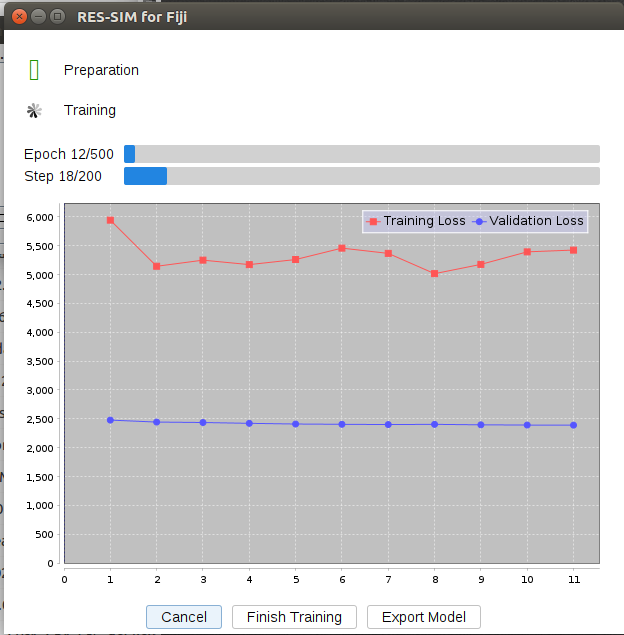 RES-SIM for Fiji
Preparation
Training
Epoch 12/500
Step 18/200
Training Loss Validation Loss
6,000
5,500
5,000
4,500
4,000
3,500
3,000
2,500
2,000
1,500
1,000
500
0
0 1 2 3 4 5 6 7 8 9 10 11
Cancel Finish Training Export Model